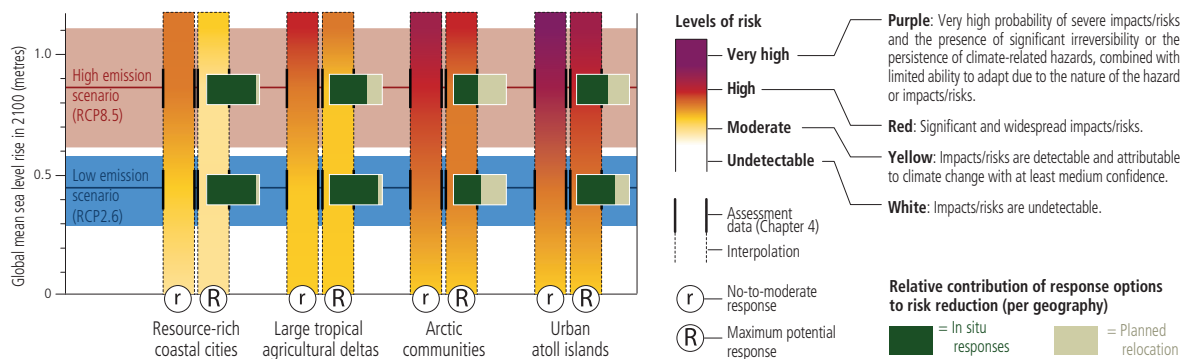 Global mean sea level rise in 2100 (metres)
1.0
0.5
0
High emission
scenario
(RCP8.5)
Low emission
scenario
(RCP2.6)
r
R
r
R
r
R
r
R
Resource-rich
coastal cities
Large tropical
agricultural deltas
Arctic
communities
Urban
atoll islands
Levels of risk
Very high
High
Moderate
Undetectable
Purple: Very high probability of severe impacts/risks
and the presence of significant irreversibility or the
persistence of climate-related hazards, combined with
limited ability to adapt due to the nature of the hazard
or impacts/risks.
Red: Significant and widespread impacts/risks.
Yellow: Impacts/risks are detectable and attributable
to climate change with at least medium confidence.
White: Impacts/risks are undetectable.
Assessment
data (Chapter 4)
Interpolation
r
No-to-moderate
response
R
Maximum potential
response
Relative contribution of response options
to risk reduction (per geography)
= In situ
responses
= Planned
relocation